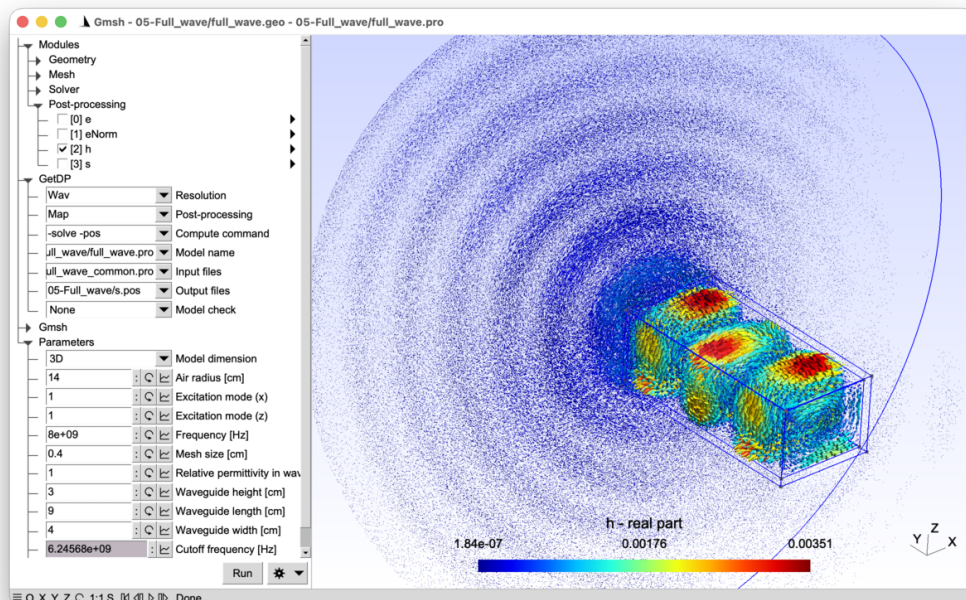 Gmsh - 05-Full_wave/full_wave.geo - 05-Full_wave/full_wave.pro
Modules
Geometry
Mesh
Solver
Post-processing
[0] e
[1] eNorm
[2] h
[3] s
GetDP
Wav Resolution
Map Post-processing
-solve -pos Compute command
ull_wave/full_wave.pro Model name
ull_wave_common.pro Input files
05-Full_wave/s.pos Output files
None Model check
Gmsh
Parameters
3D Model dimension
14 : Air radius [cm]
1 : Excitation mode (x)
1 : Excitation mode (z)
8e+09 : Frequency [Hz]
0.4 : Mesh size [cm]
1 : Relative permittivity in wav
3 : Waveguide height [cm]
9 : Waveguide length [cm]
4 : Waveguide width [cm]
6.24568e+09 : Cutoff frequency [Hz]
Run
h - real part
1.84e-07 0.00176 0.00351
Z
Y X
O X Y Z 1:1 S Done